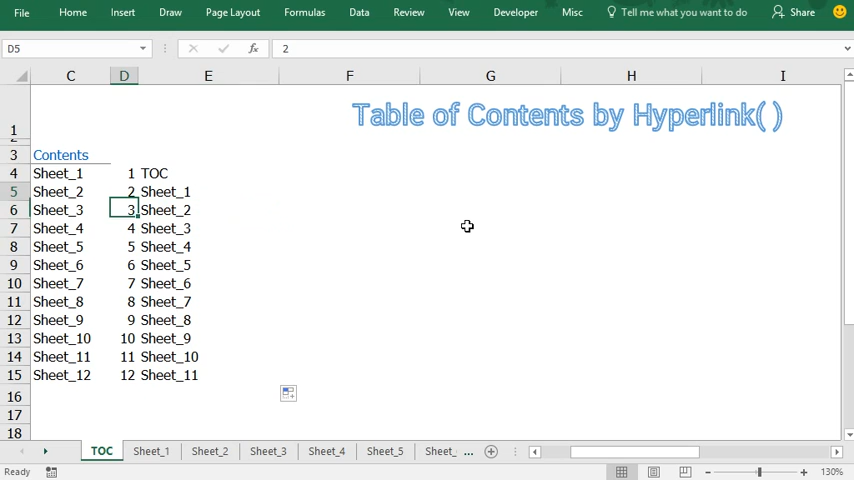 File Home Insert Draw Page Layout Formulas Data Review View Developer Misc Tell me what you want to do Share
D5 fx 2
C D E F G H I
1 Table of Contents by Hyperlink( )
2
3 Contents
4 Sheet_1 1 TOC
5 Sheet_2 2 Sheet_1
6 Sheet_3 3 Sheet_2
7 Sheet_4 4 Sheet_3
8 Sheet_5 5 Sheet_4
9 Sheet_6 6 Sheet_5
10 Sheet_7 7 Sheet_6
11 Sheet_8 8 Sheet_7
12 Sheet_9 9 Sheet_8
13 Sheet_10 10 Sheet_9
14 Sheet_11 11 Sheet_10
15 Sheet_12 12 Sheet_11
16
17
18
TOC Sheet_1 Sheet_2 Sheet_3 Sheet_4 Sheet_5 Sheet_ ...
Ready 130%